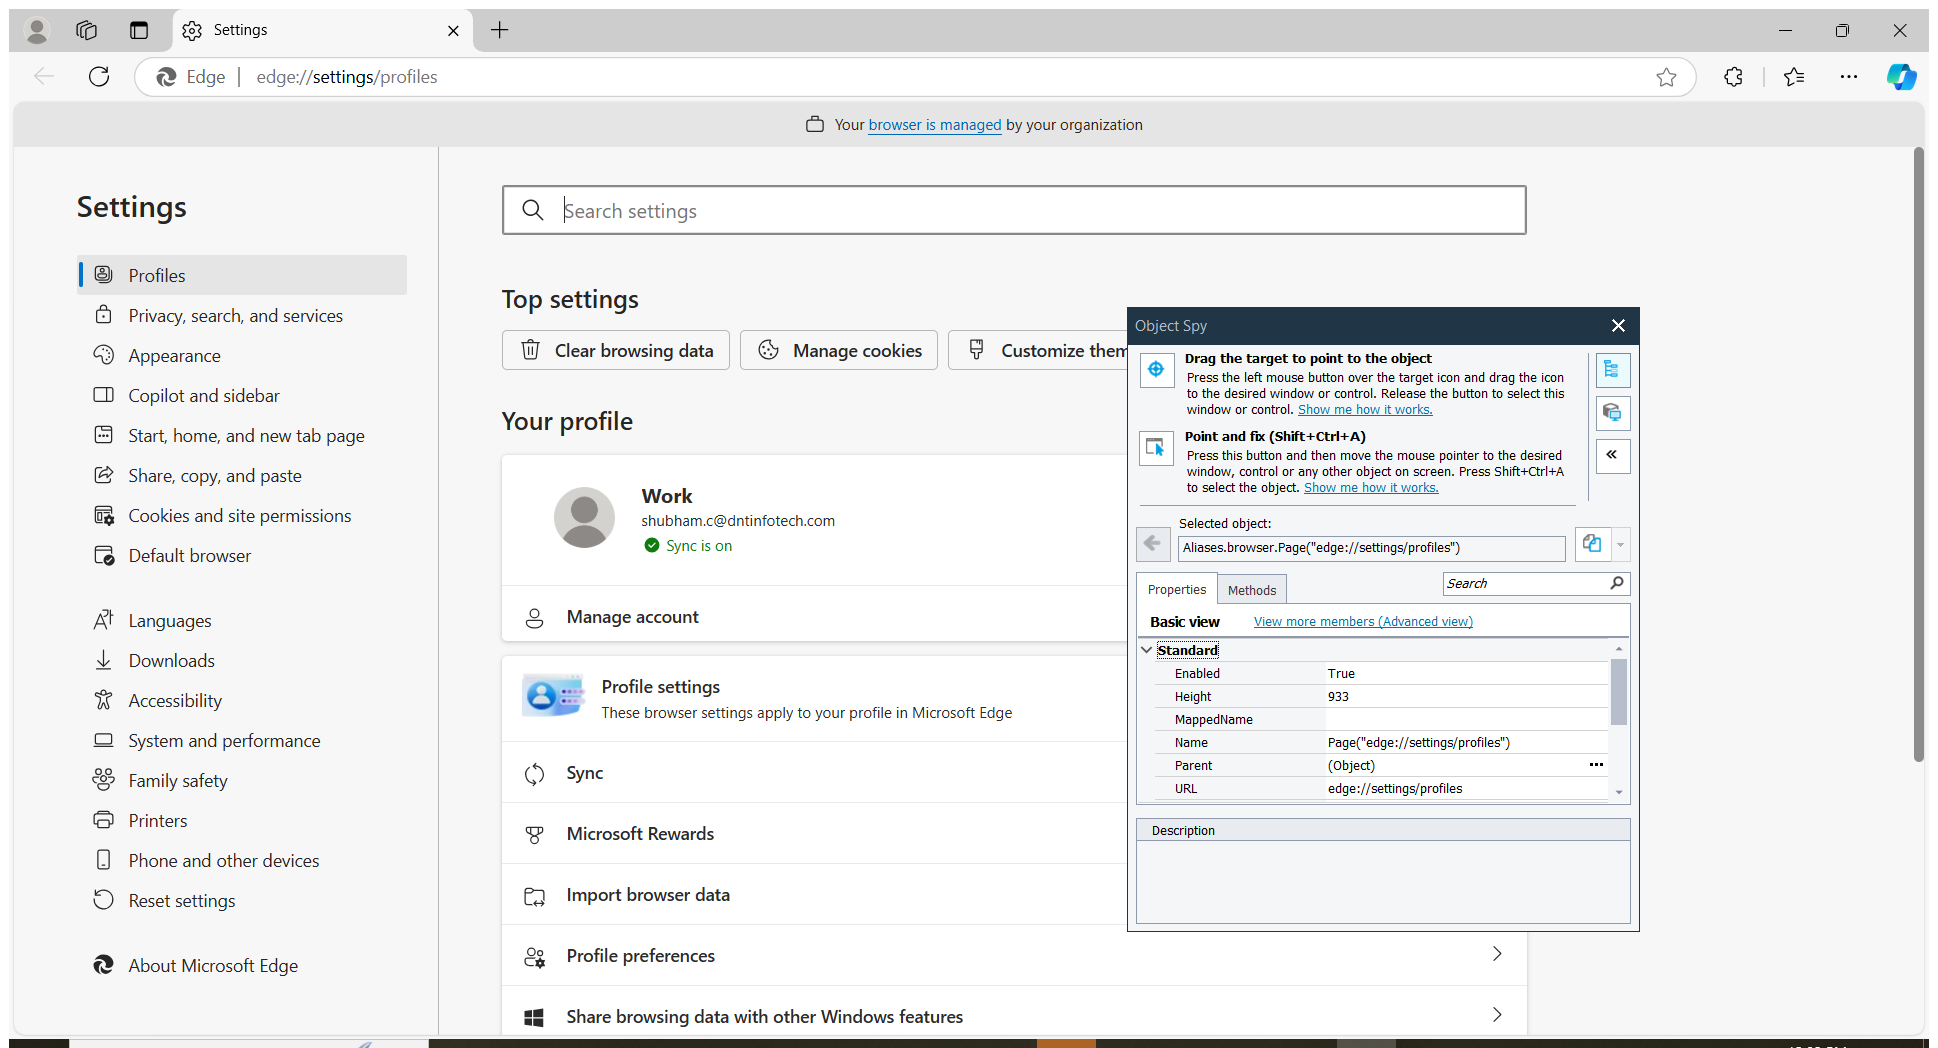 Settings
Edge | edge://settings/profiles
Your browser is managed by your organization
Settings
Profiles
Privacy, search, and services
Appearance
Copilot and sidebar
Start, home, and new tab page
Share, copy, and paste
Cookies and site permissions
Default browser
Languages
Downloads
Accessibility
System and performance
Family safety
Printers
Phone and other devices
Reset settings
About Microsoft Edge
Search settings
Top settings
Clear browsing data
Manage cookies
Customize them
Your profile
Work
shubham.c@dntinfotech.com
Sync is on
Manage account
Profile settings
These browser settings apply to your profile in Microsoft Edge
Sync
Microsoft Rewards
Import browser data
Profile preferences
Share browsing data with other Windows features
Object Spy
Drag the target to point to the object
Press the left mouse button over the target icon and drag the icon
to the desired window or control. Release the button to select this
window or control. Show me how it works.
Point and fix (Shift+Ctrl+A)
Press this button and then move the mouse pointer to the desired
window, control or any other object on screen. Press Shift+Ctrl+A
to select the object. Show me how it works.
Selected object:
Aliases.browser.Page("edge://settings/profiles")
Properties
Methods
Search
Basic view
View more members (Advanced view)
Standard
Enabled True
Height 933
MappedName
Name Page("edge://settings/profiles")
Parent (Object)
URL edge://settings/profiles
Description